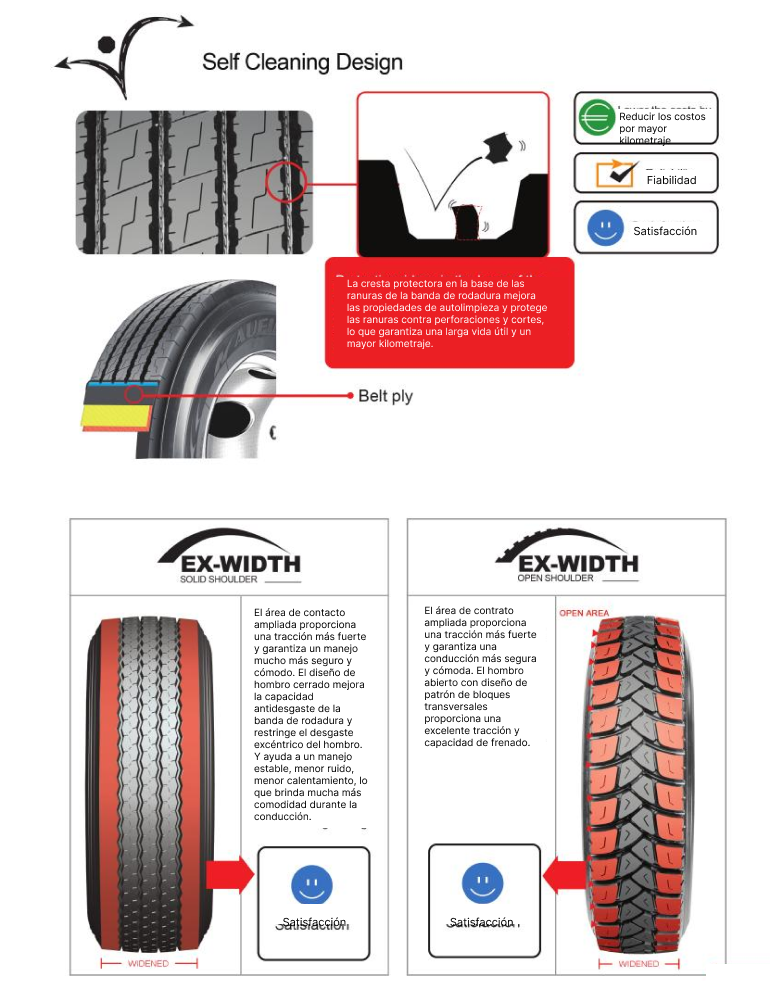 Self Cleaning Design
Reducir los costos
por mayor
kilometraje
Fiabilidad
Satisfacción
La cresta protectora en la base de las
ranuras de la banda de rodadura mejora
las propiedades de autolimpieza y protege
las ranuras contra perforaciones y cortes,
lo que garantiza una larga vida útil y un
mayor kilometraje.
Belt ply
EX-WIDTH
SOLID SHOULDER
El área de contacto
ampliada proporciona
una tracción más fuerte
y garantiza un manejo
mucho más seguro y
cómodo. El diseño de
hombro cerrado mejora
la capacidad
antidesgaste de la
banda de rodadura y
restringe el desgaste
excéntrico del hombro.
Y ayuda a un manejo
estable, menor ruido,
menor calentamiento, lo
que brinda mucha más
comodidad durante la
conducción.
Satisfacción
WIDENED
EX-WIDTH
OPEN SHOULDER
El área de contrato
ampliada proporciona
una tracción más fuerte
y garantiza una
conducción más segura
y cómoda. El hombro
abierto con diseño de
patrón de bloques
transversales
proporciona una
excelente tracción y
capacidad de frenado.
OPEN AREA
Satisfacción
WIDENED